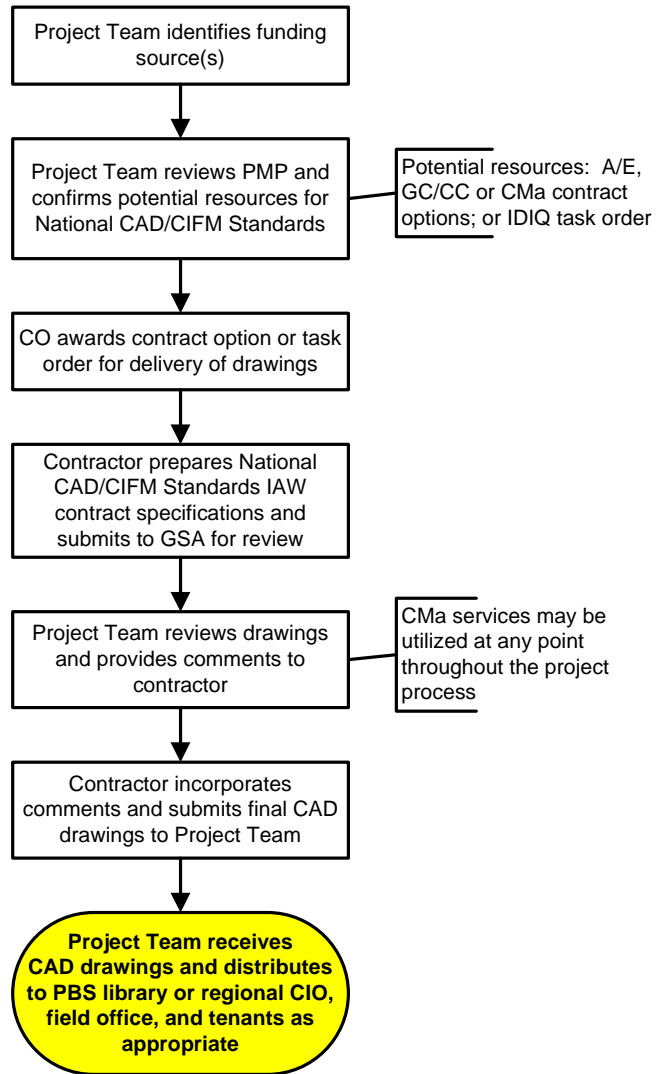 Project Team identifies funding
source(s)
Project Team reviews PMP and
confirms potential resources for
National CAD/CIFM Standards
Potential resources:  A/E,
GC/CC or CMa contract
options; or IDIQ task order
CO awards contract option or task
order for delivery of drawings
Contractor prepares National
CAD/CIFM Standards IAW
contract specifications and
submits to GSA for review
Project Team reviews drawings
and provides comments to
contractor
CMa services may be
utilized at any point
throughout the project
process
Contractor incorporates
comments and submits final CAD
drawings to Project Team
Project Team receives
CAD drawings and distributes
to PBS library or regional CIO,
field office, and tenants as
appropriate